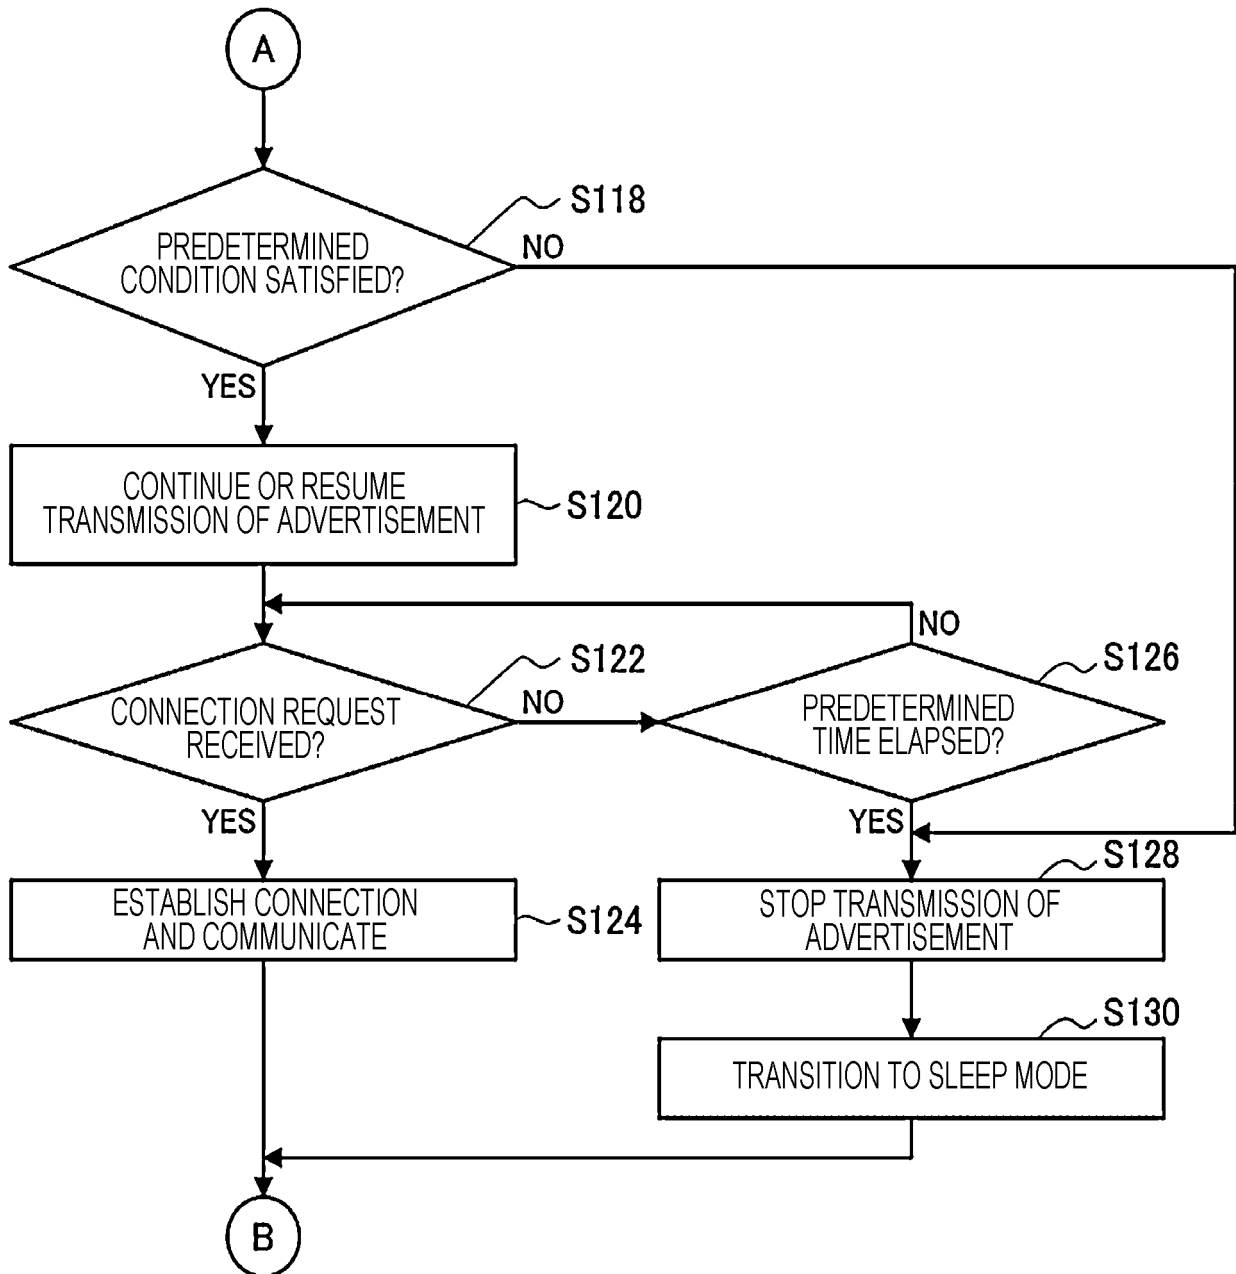 A
S118
PREDETERMINED
CONDITION SATISFIED?
NO
YES
CONTINUE OR RESUME
TRANSMISSION OF ADVERTISEMENT
S120
NO
S122
S126
CONNECTION REQUEST
RECEIVED?
NO
PREDETERMINED
TIME ELAPSED?
YES
YES
S128
ESTABLISH CONNECTION
AND COMMUNICATE
S124
STOP TRANSMISSION OF
ADVERTISEMENT
S130
TRANSITION TO SLEEP MODE
B